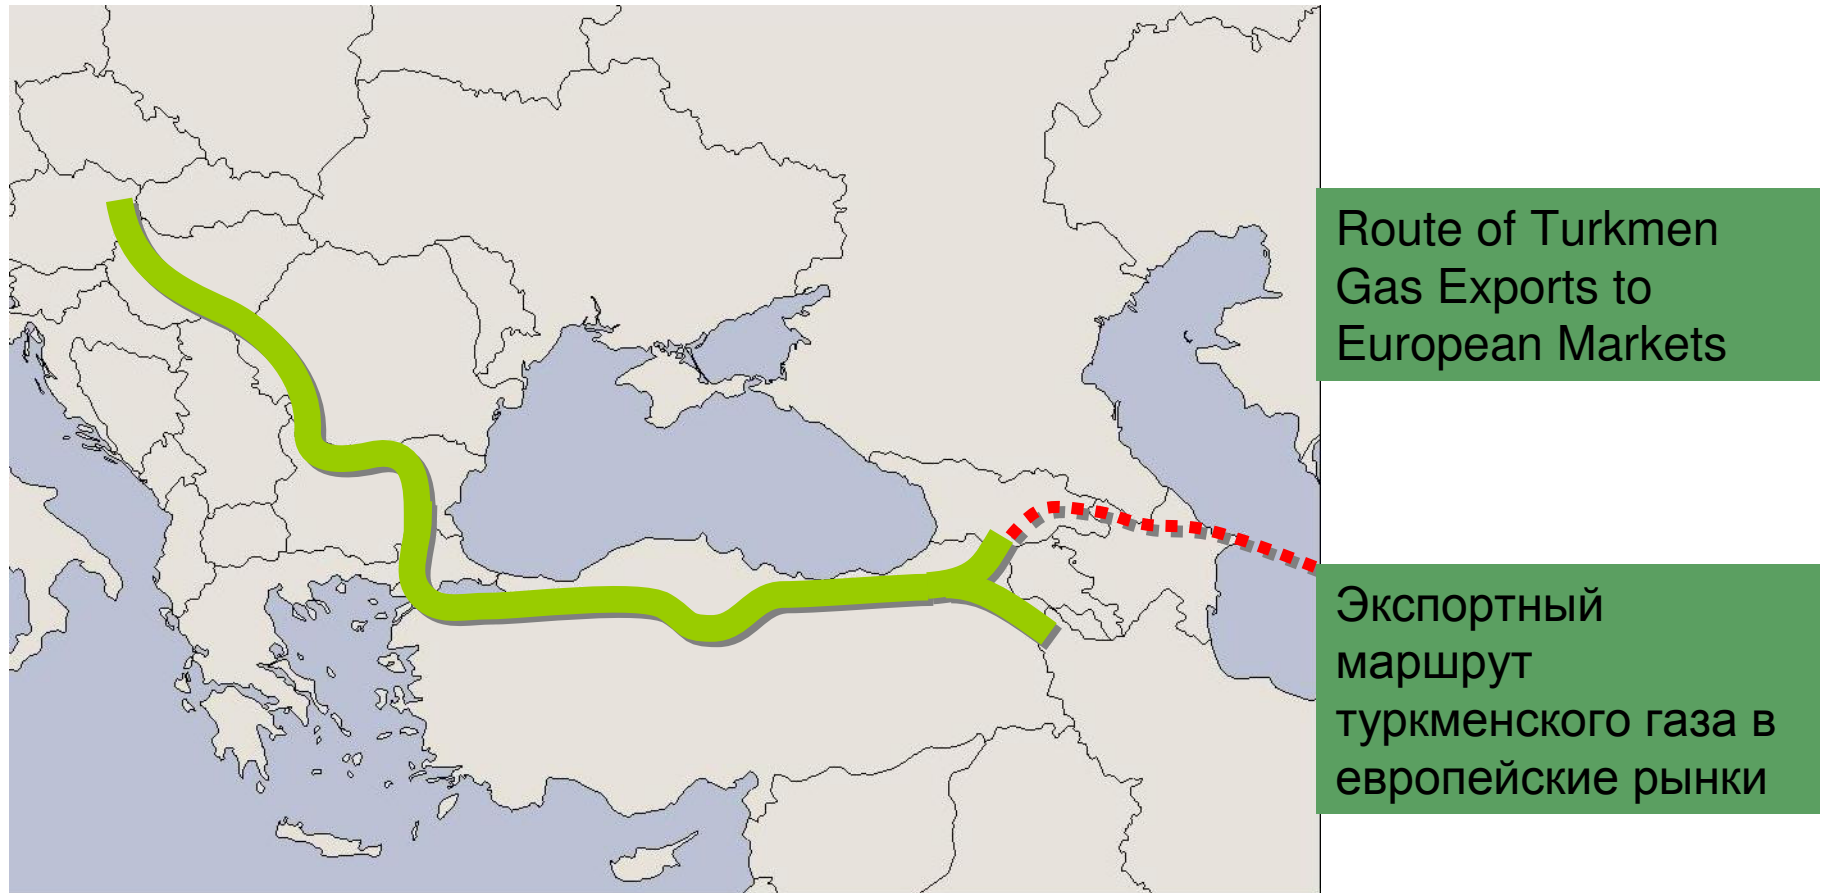 Route of Turkmen
Gas Exports to
European Markets
Экспортный
маршрут
туркменского газа в
европейские рынки